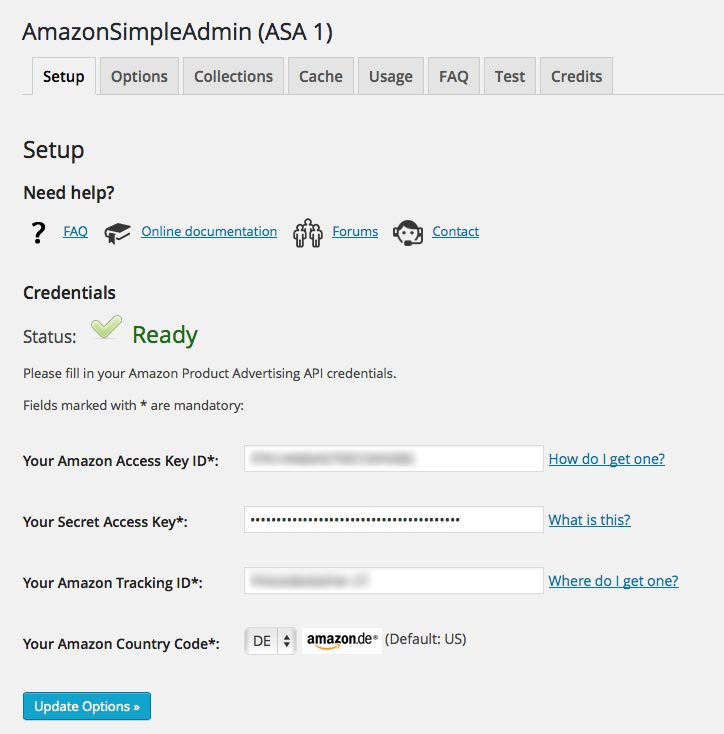 AmazonSimpleAdmin (ASA 1)
Setup Options Collections Cache Usage FAQ Test Credits
Setup
Need help?
? FAQ Online documentation Forums Contact
Credentials
Status: Ready
Please fill in your Amazon Product Advertising API credentials.
Fields marked with * are mandatory:
Your Amazon Access Key ID*: How do I get one?
Your Secret Access Key*: ••••••••••••••••••••••••••••••••••••••••  What is this?
Your Amazon Tracking ID*: Where do I get one?
Your Amazon Country Code*: DE amazon.de® (Default: US)
Update Options »